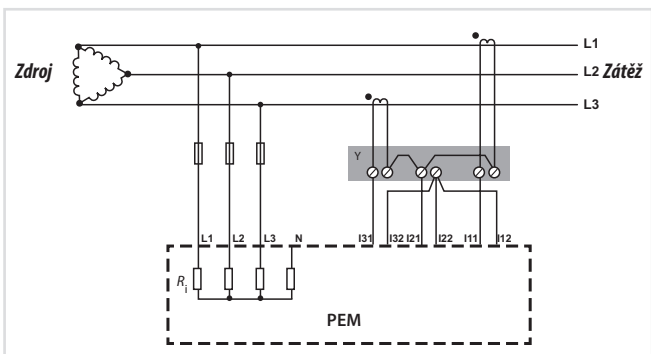 L1
Zdroj
L2 Zátěž
L3
Y
L1 L2 L3 N I31 I32 I21 I22 I11 I12
Ri
PEM